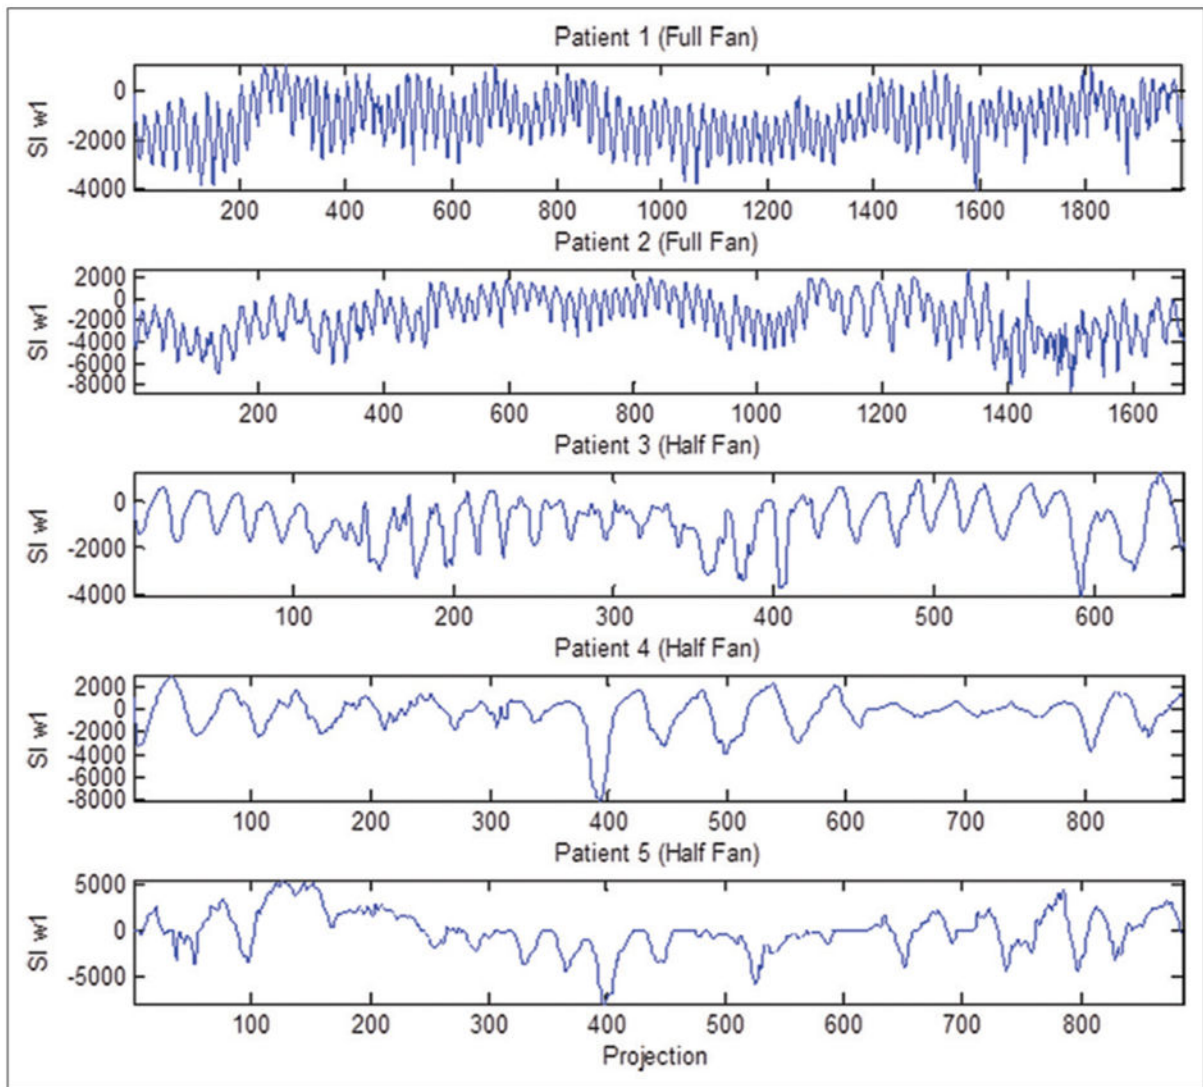 Patient 1 (Full Fan)
SI w1
0
-2000
-4000
200 400 600 800 1000 1200 1400 1600 1800
Patient 2 (Full Fan)
SI w1
2000
0
-2000
-4000
-6000
-8000
200 400 600 800 1000 1200 1400 1600
Patient 3 (Half Fan)
SI w1
0
-2000
-4000
100 200 300 400 500 600
Patient 4 (Half Fan)
SI w1
2000
0
-2000
-4000
-6000
-8000
100 200 300 400 500 600 700 800
Patient 5 (Half Fan)
SI w1
5000
0
-5000
100 200 300 400 500 600 700 800
Projection